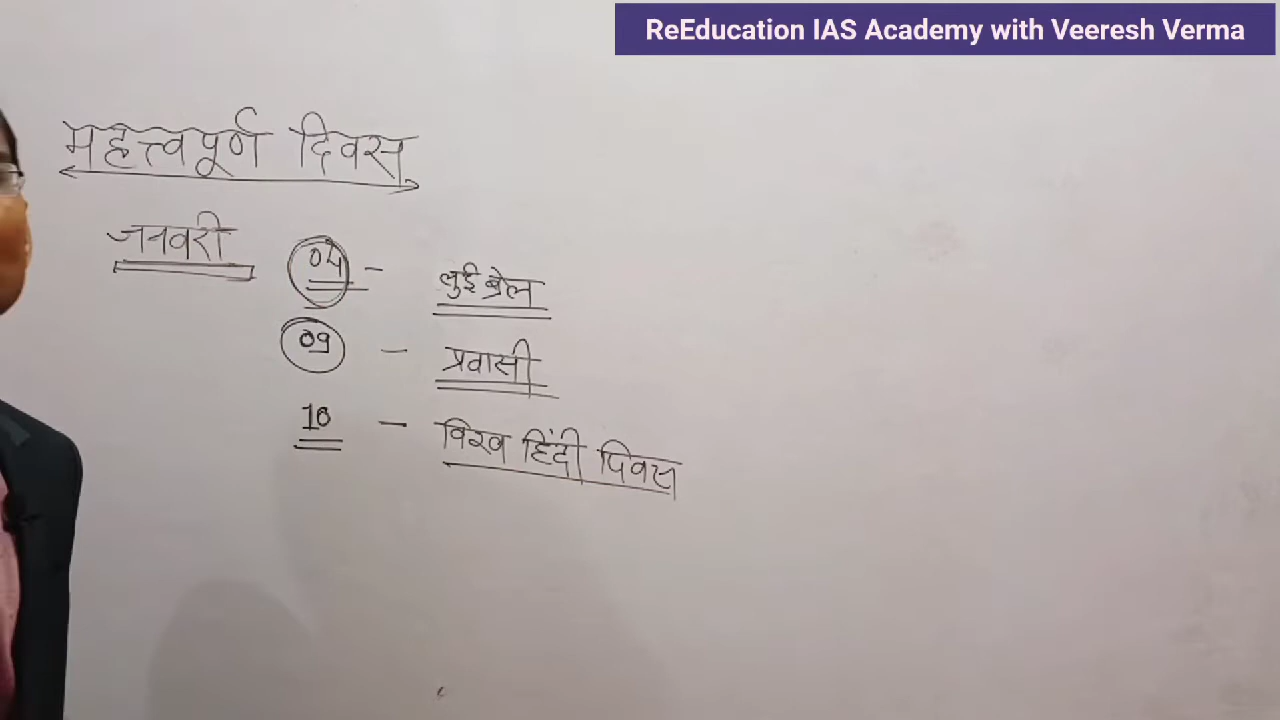 ReEducation IAS Academy with Veeresh Verma
महत्त्वपूर्ण दिवस
जनवरी 04 - लुई ब्रेल
09 - प्रवासी
10 - विश्व हिंदी दिवस